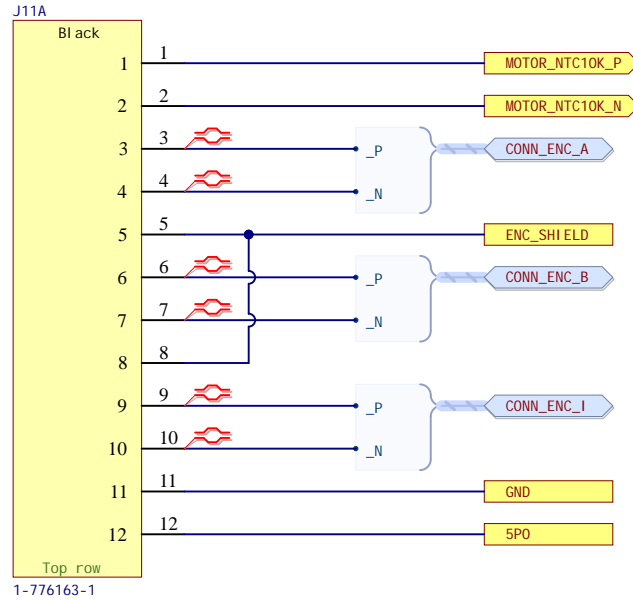 J11A
Black
1 1 MOTOR_NTC10K_P
2 2 MOTOR_NTC10K_N
3 3 _P CONN_ENC_A
4 4 _N
5 5 ENC_SHIELD
6 6 _P CONN_ENC_B
7 7 _N
8 8
9 9 _P CONN_ENC_I
10 10 _N
11 11 GND
12 12 5P0
Top row
1-776163-1